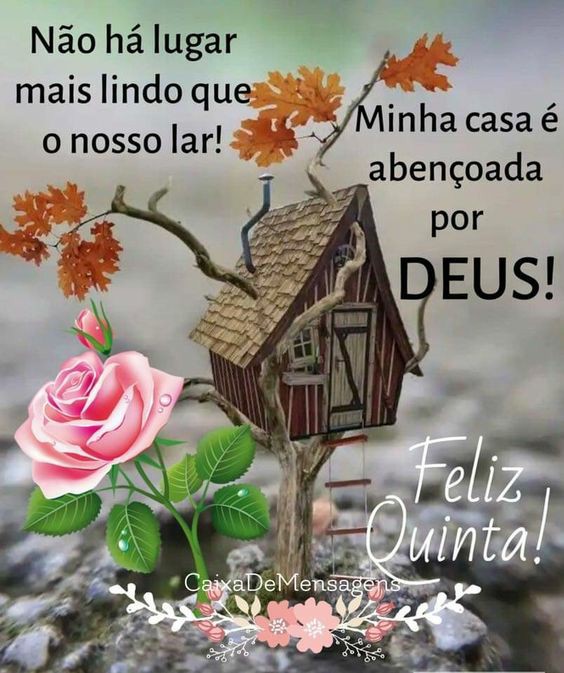 Não há lugar
mais lindo que
o nosso lar!
Minha casa é
abençoada
por
DEUS!
Feliz
Quinta!
CaixaDeMensagens